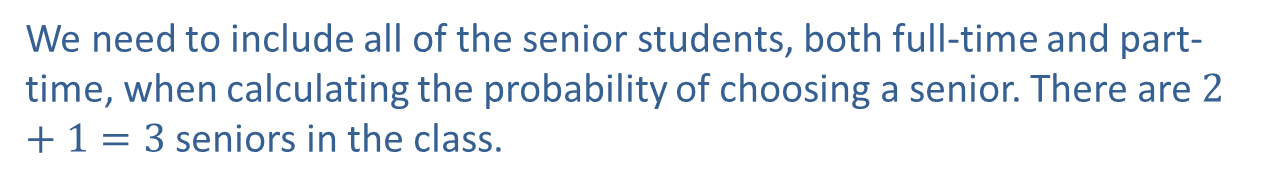 We need to include all of the senior students, both full-time and part-
time, when calculating the probability of choosing a senior. There are 2
+ 1 = 3 seniors in the class.